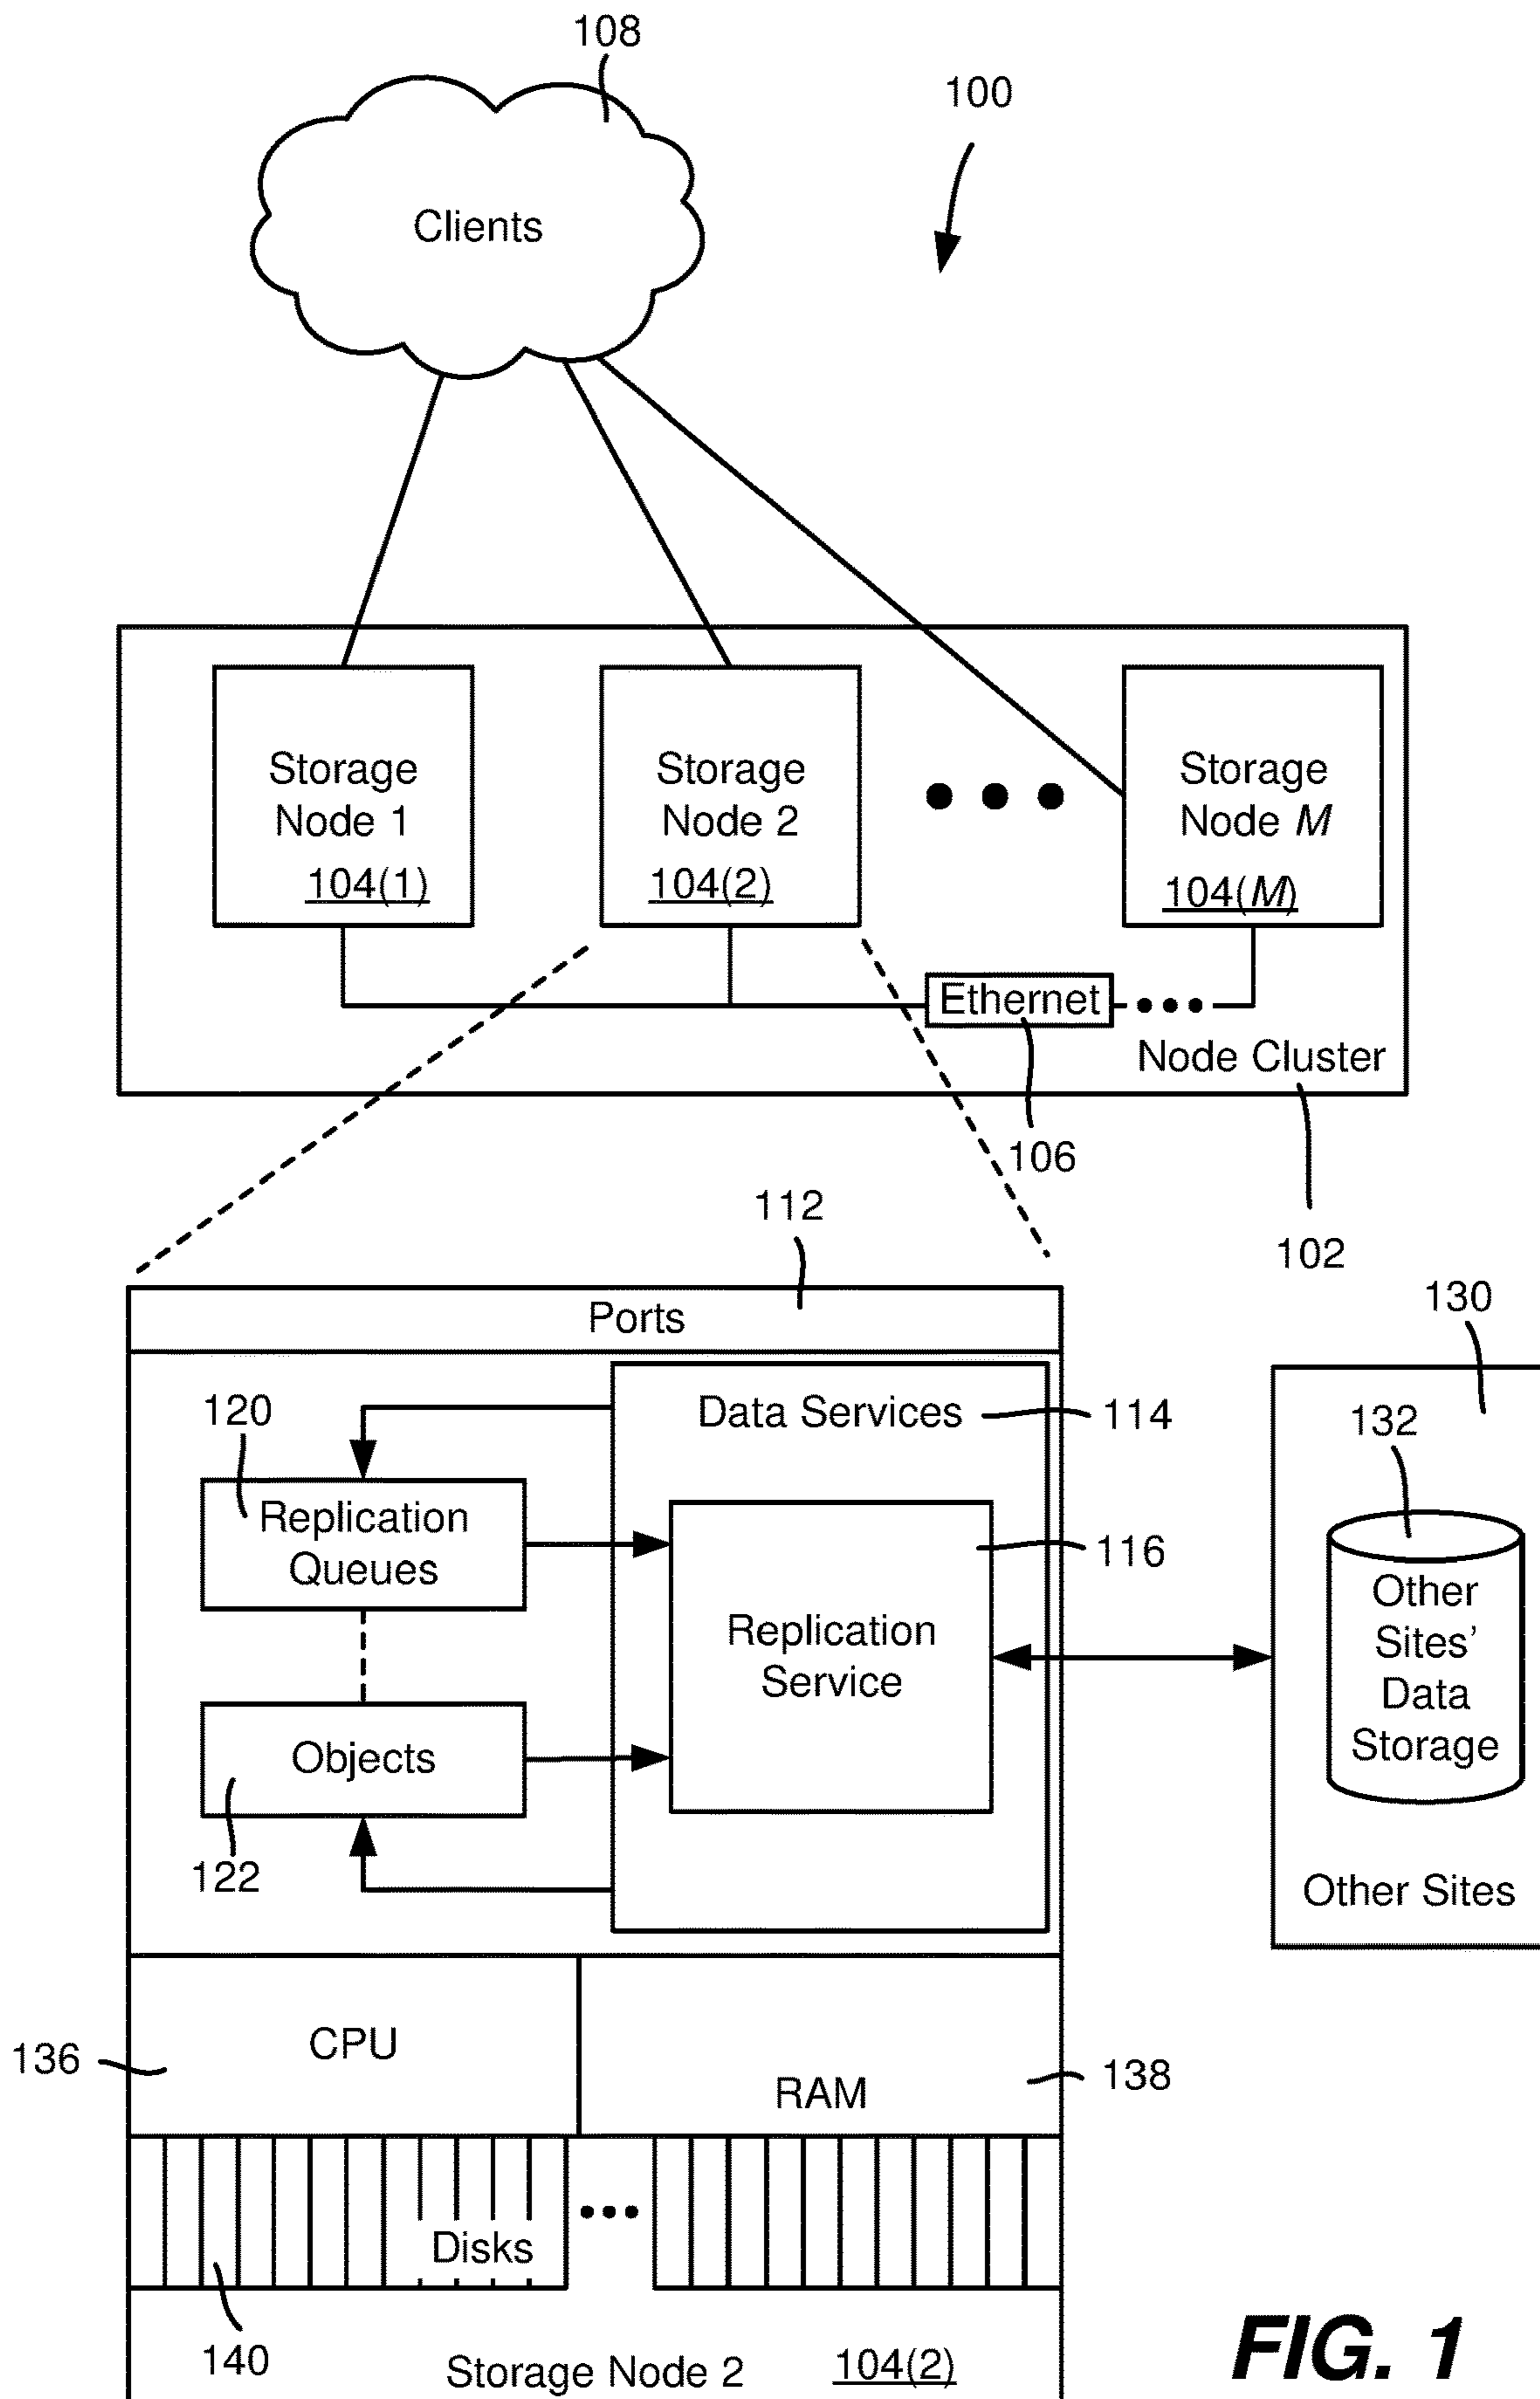 108
100
Clients
Storage
Node 1
104(1)
Storage
Node 2
104(2)
Storage
Node M
104(M)
Ethernet
Node Cluster
106
102
112
Ports
130
120
Data Services
114
132
Replication
Queues
116
Replication
Service
Other
Sites'
Data
Storage
Objects
122
Other Sites
CPU
136
RAM
138
Disks
140
Storage Node 2 104(2)
FIG. 1